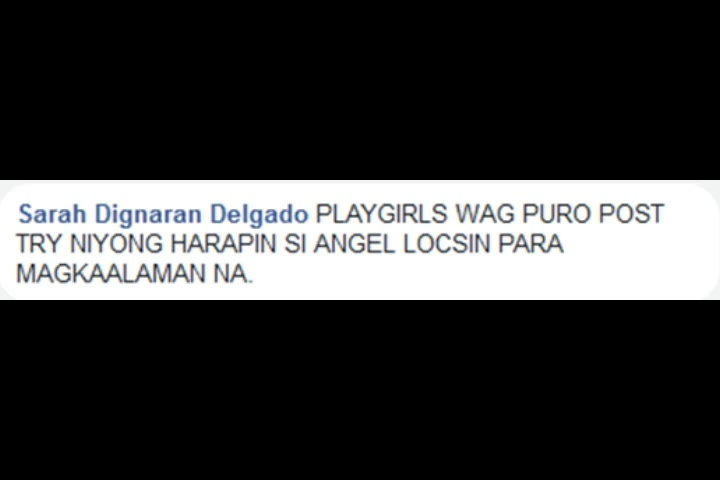 Sarah Dignaran Delgado PLAYGIRLS WAG PURO POST
TRY NIYONG HARAPIN SI ANGEL LOCSIN PARA
MAGKAALAMAN NA.